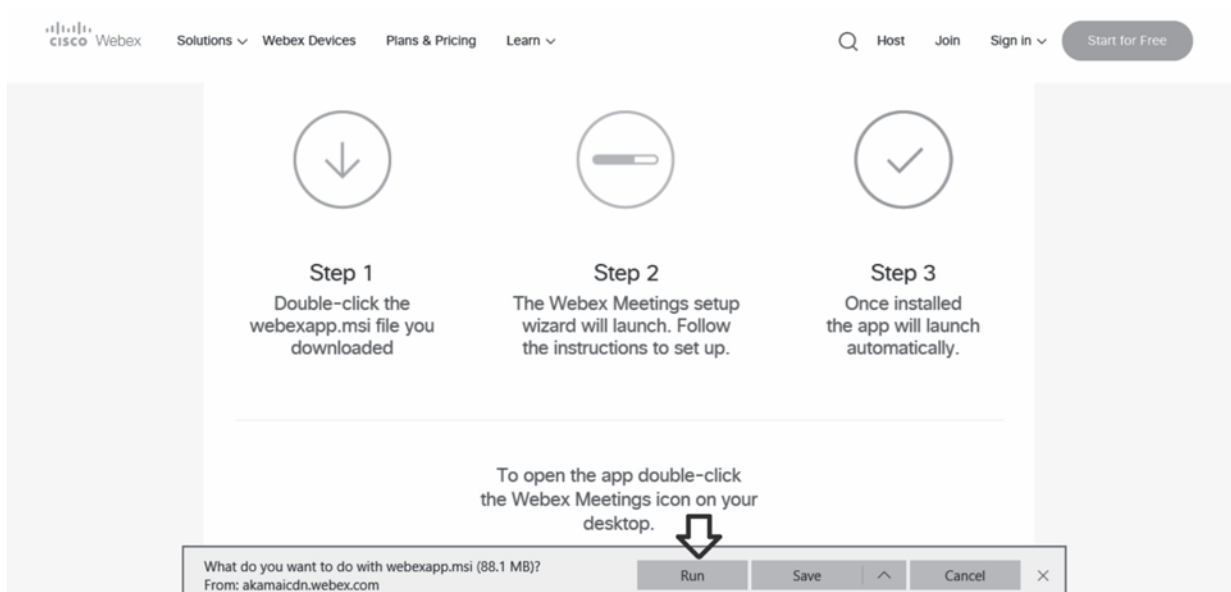 CISCO Webex Solutions Webex Devices Plans & Pricing Learn Host Join Sign in Start for Free
Step 1
Double-click the
webexapp.msi file you
downloaded
Step 2
The Webex Meetings setup
wizard will launch. Follow
the instructions to set up.
Step 3
Once installed
the app will launch
automatically.
To open the app double-click
the Webex Meetings icon on your
desktop.
What do you want to do with webexapp.msi (88.1 MB)?
From: akamaicdn.webex.com
Run Save Cancel